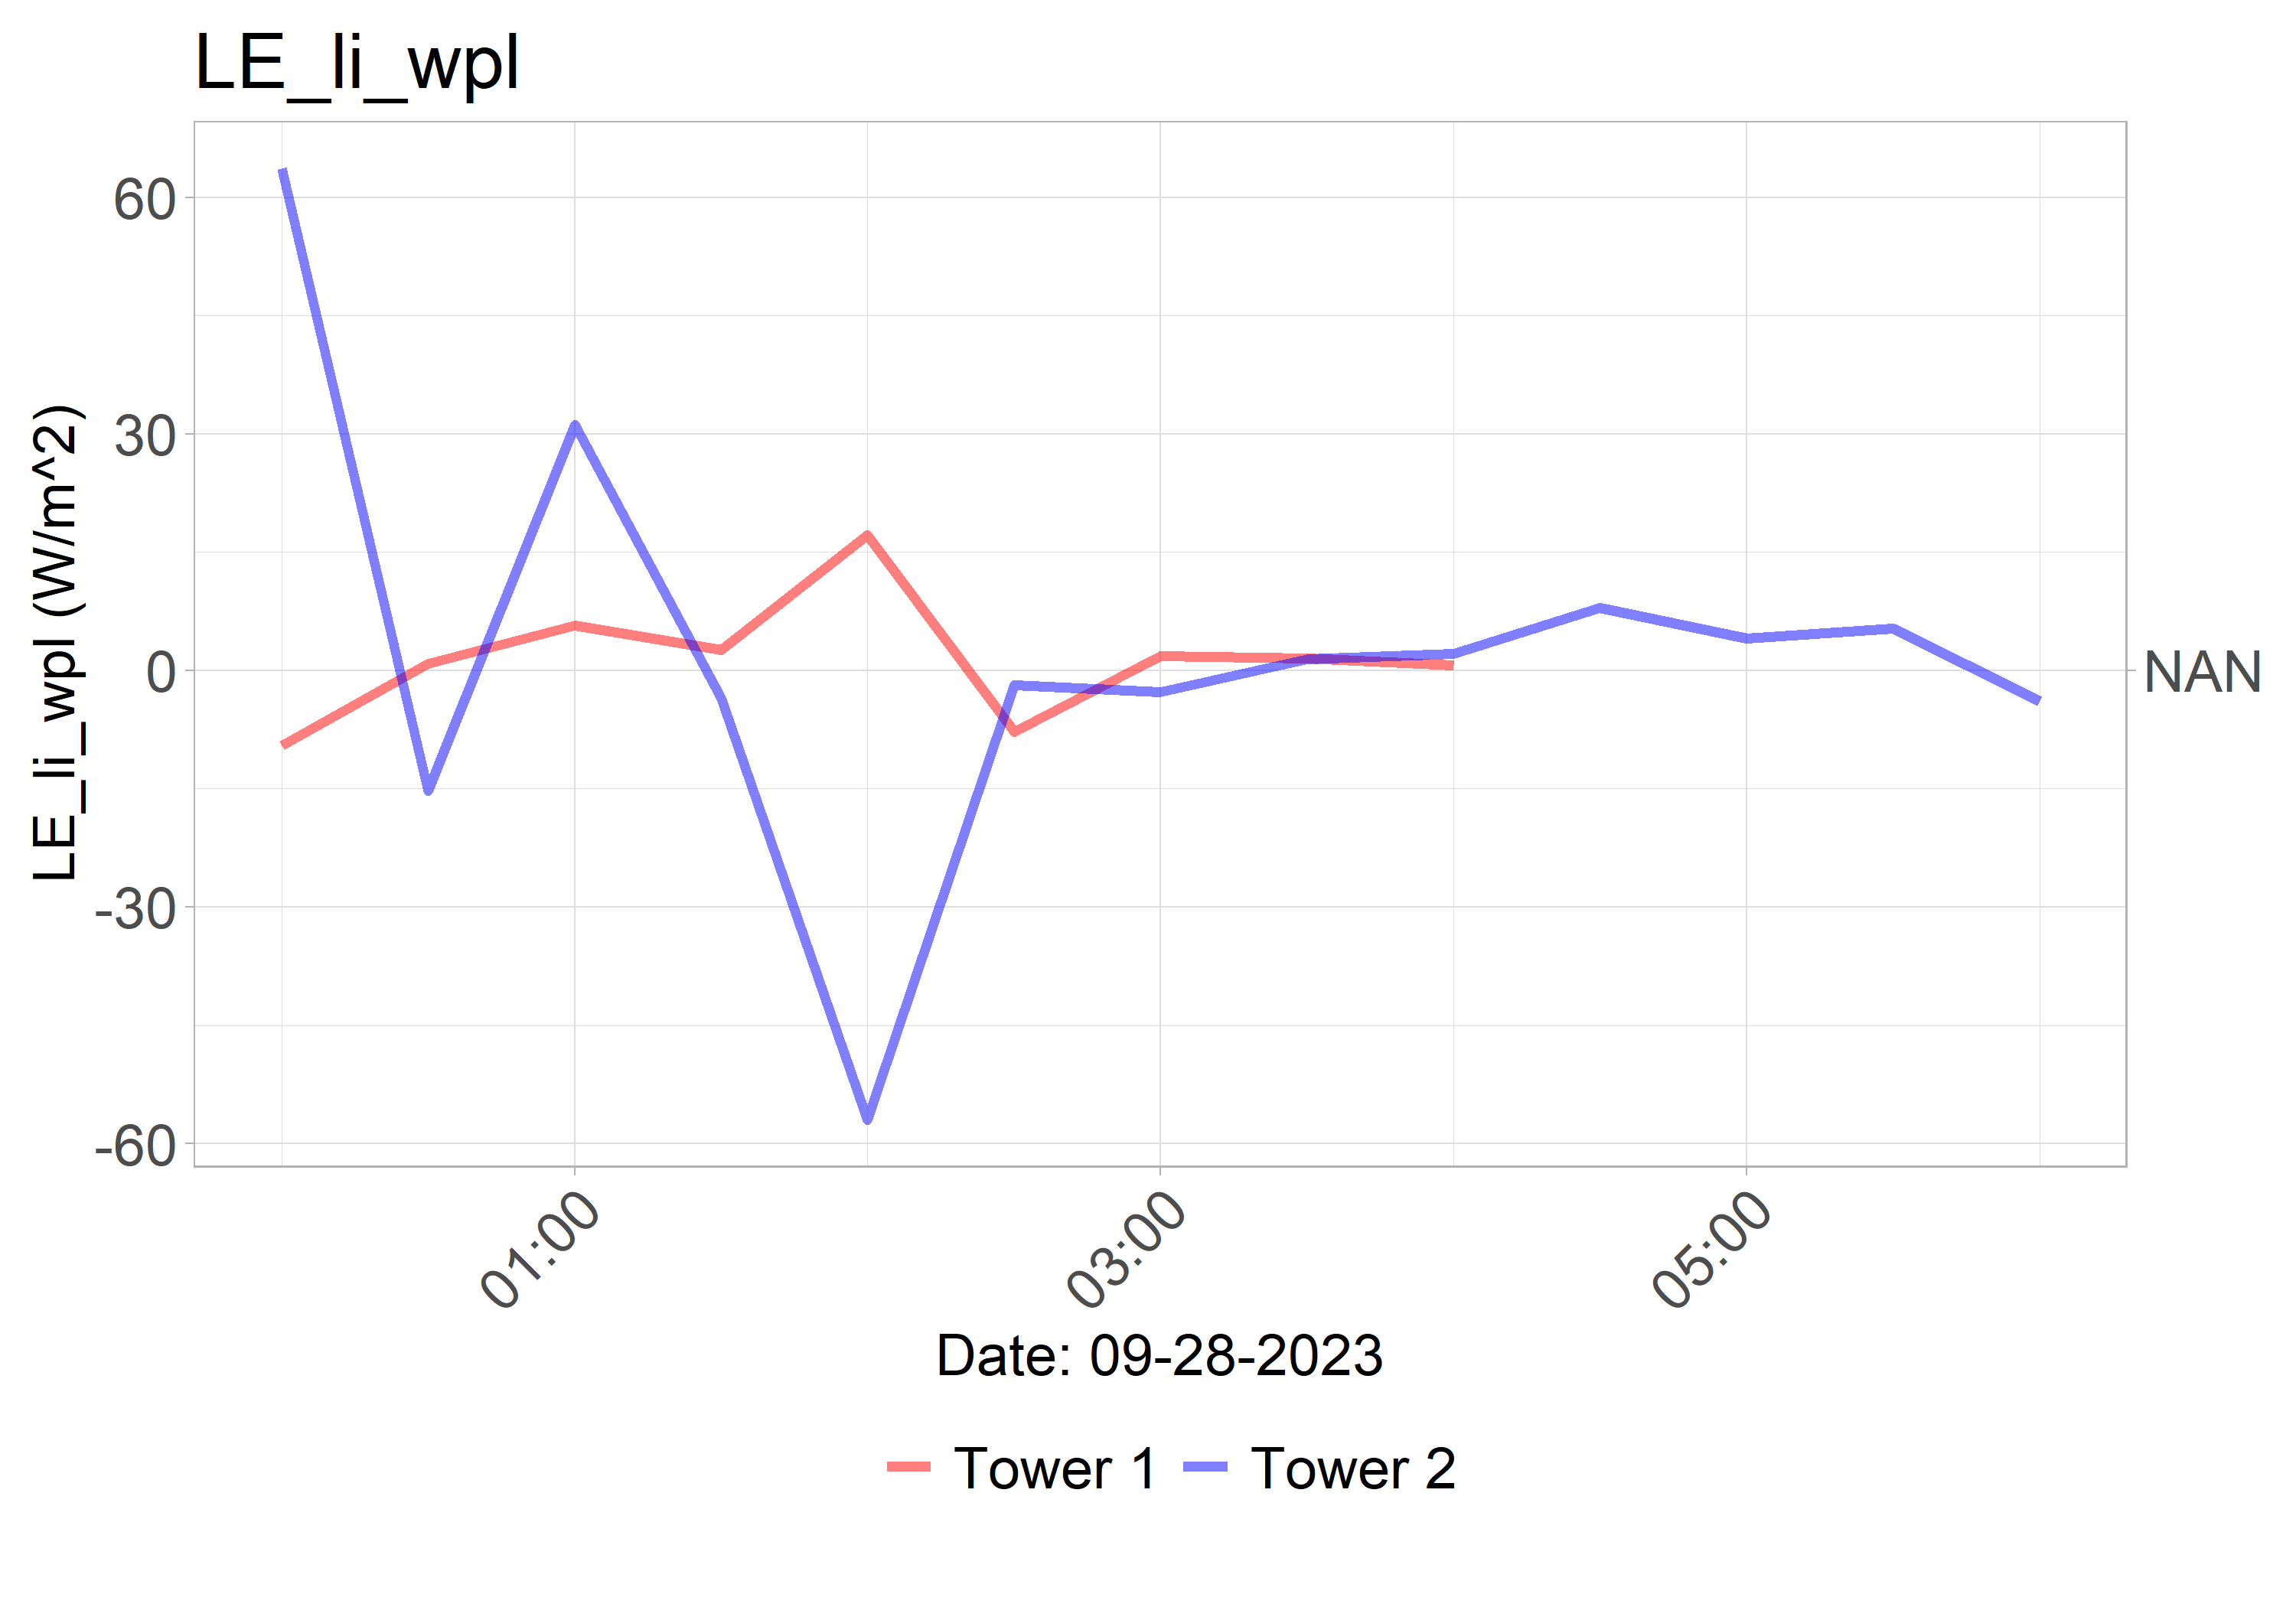 LE_li_wpl
LE_li_wpl (W/m^2)
60
30
0
-30
-60
NAN
01:00
03:00
05:00
Date: 09-28-2023
Tower 1
Tower 2